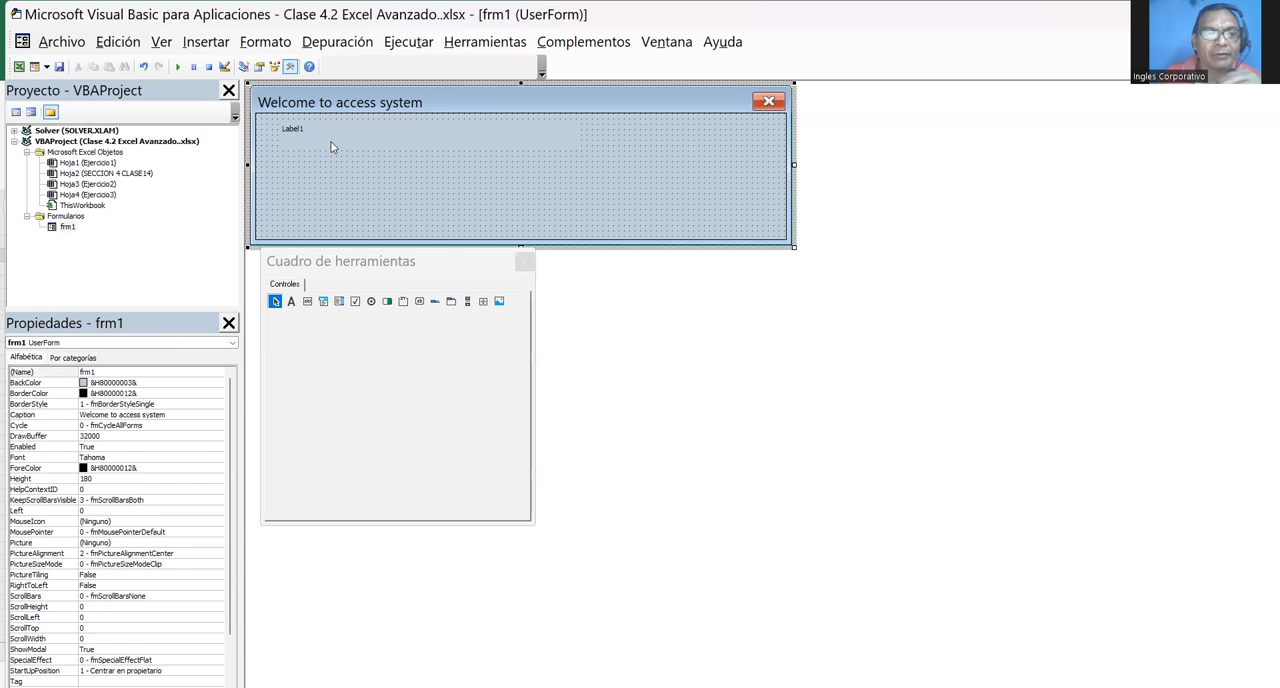 Microsoft Visual Basic para Aplicaciones - Clase 4.2 Excel Avanzado..xlsx - [frm1 (UserForm)]
Archivo Edición Ver Insertar Formato Depuración Ejecutar Herramientas Complementos Ventana Ayuda
Ingles Corporativo
Proyecto - VBAProject
Solver (SOLVER.XLAM)
VBAProject (Clase 4.2 Excel Avanzado..xlsx)
Microsoft Excel Objetos
Hoja1 (Ejercicio1)
Hoja2 (SECCION 4 CLASE14)
Hoja3 (Ejercicio2)
Hoja4 (Ejercicio3)
ThisWorkbook
Formularios
frm1
Welcome to access system
Label1
Cuadro de herramientas
Controles
Propiedades - frm1
frm1 UserForm
Alfabética Por categorías
(Name) frm1
BackColor &H80000003&
BorderColor &H80000012&
BorderStyle 1 - fmBorderStyleSingle
Caption Welcome to access system
Cycle 0 - fmCycleAllForms
DrawBuffer 32000
Enabled True
Font Tahoma
ForeColor &H80000012&
Height 180
HelpContextID 0
KeepScrollBarsVisible 3 - fmScrollBarsBoth
Left 0
MouseIcon (Ninguno)
MousePointer 0 - fmMousePointerDefault
Picture (Ninguno)
PictureAlignment 2 - fmPictureAlignmentCenter
PictureSizeMode 0 - fmPictureSizeModeClip
PictureTiling False
RightToLeft False
ScrollBars 0 - fmScrollBarsNone
ScrollHeight 0
ScrollLeft 0
ScrollTop 0
ScrollWidth 0
ShowModal True
SpecialEffect 0 - fmSpecialEffectFlat
StartUpPosition 1 - Centrar en propietario
Tag